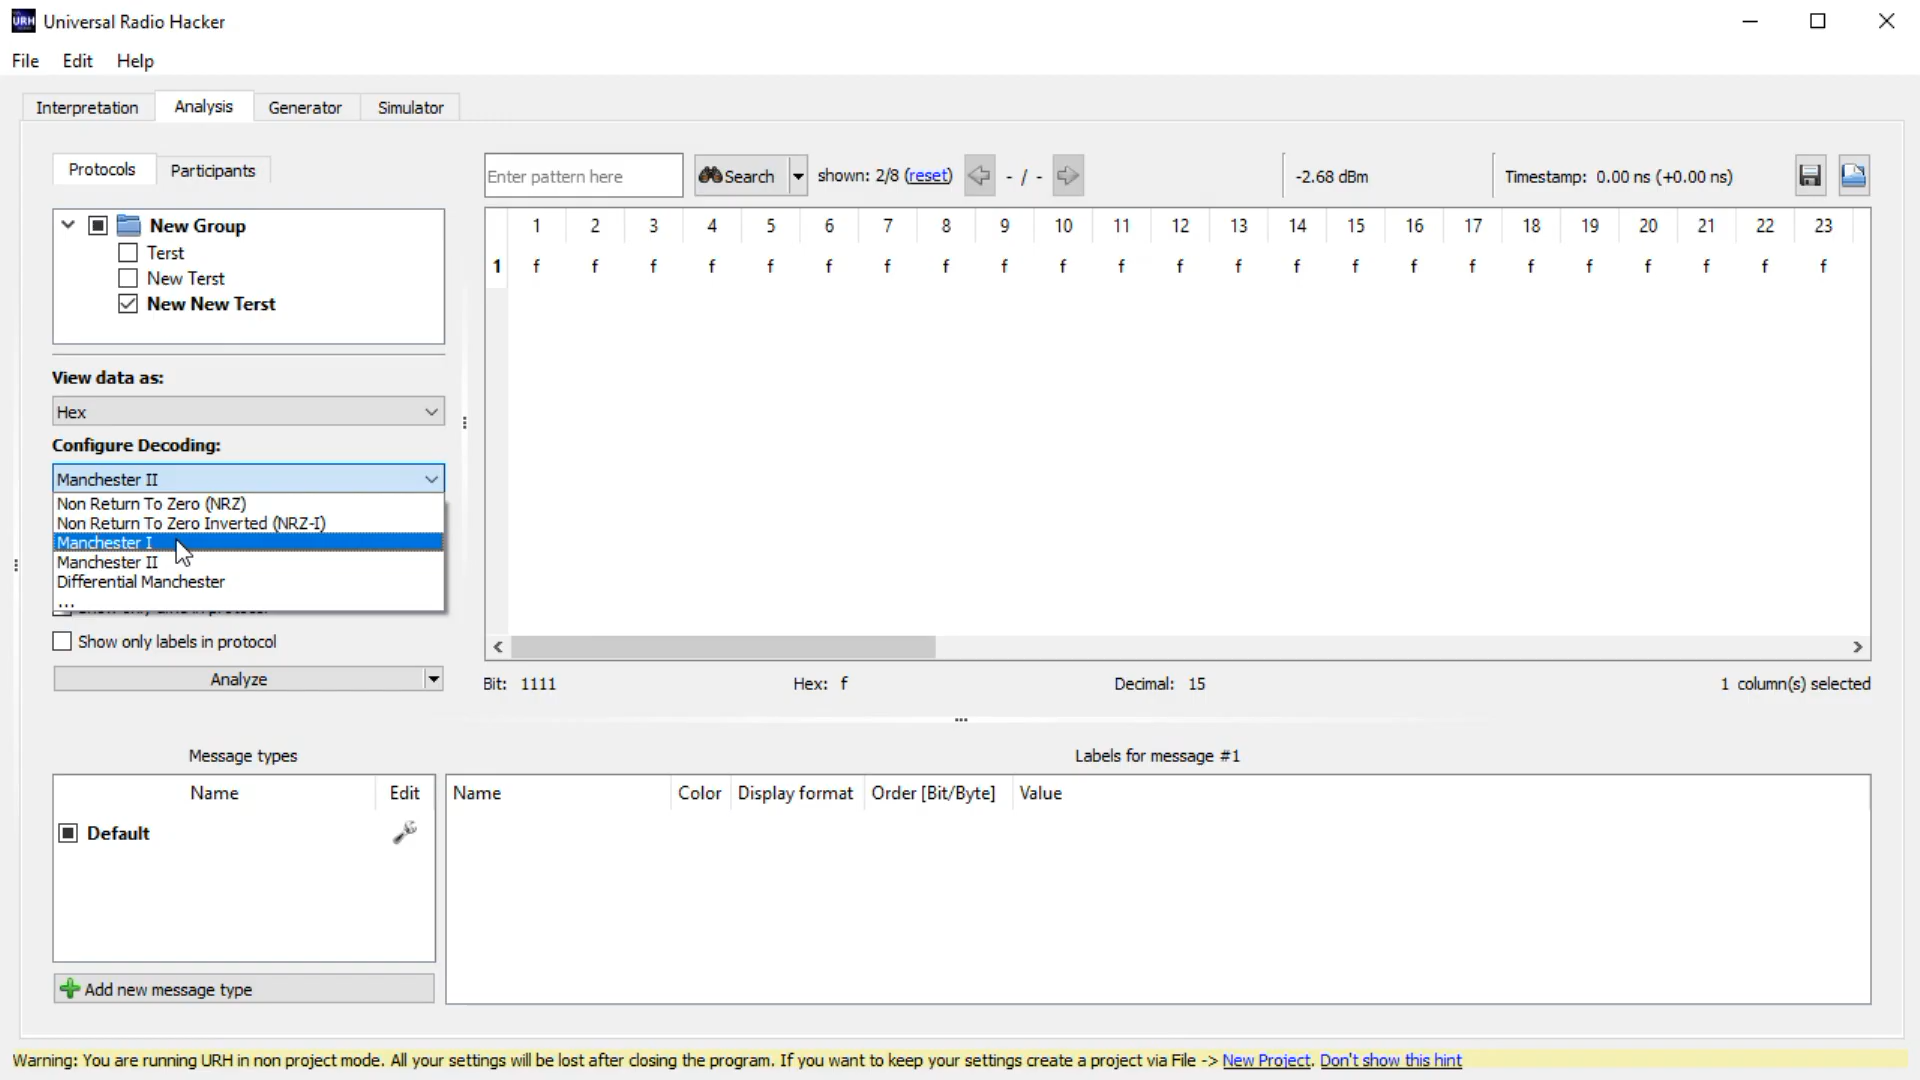 URH Universal Radio Hacker
File Edit Help
Interpretation Analysis Generator Simulator
Protocols Participants
New Group
Terst
New Terst
New New Terst
View data as:
Hex
Configure Decoding:
Manchester II
Non Return To Zero (NRZ)
Non Return To Zero Inverted (NRZ-I)
Manchester I
Manchester II
Differential Manchester
...
Show only labels in protocol
Analyze
Enter pattern here Search shown: 2/8 (reset) - / - -2.68 dBm Timestamp: 0.00 ns (+0.00 ns)
1 2 3 4 5 6 7 8 9 10 11 12 13 14 15 16 17 18 19 20 21 22 23
1 f f f f f f f f f f f f f f f f f f f f f f f
Bit: 1111 Hex: f Decimal: 15 1 column(s) selected
Message types
Name Edit
Default
Add new message type
Labels for message #1
Name Color Display format Order [Bit/Byte] Value
Warning: You are running URH in non project mode. All your settings will be lost after closing the program. If you want to keep your settings create a project via File -> New Project. Don't show this hint